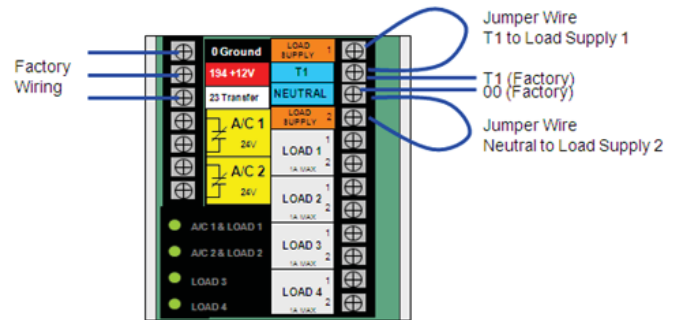 Factory
Wiring
0 Ground
194 +12V
23 Transfer
A/C 1
24V
A/C 2
24V
A/C 1 & LOAD 1
A/C 2 & LOAD 2
LOAD 3
LOAD 4
LOAD
SUPPLY 1
T1
NEUTRAL
LOAD
SUPPLY 2
LOAD 1
1
2
1A MAX
LOAD 2
1
2
1A MAX
LOAD 3
1
2
1A MAX
LOAD 4
1
2
1A MAX
Jumper Wire
T1 to Load Supply 1
T1 (Factory)
00 (Factory)
Jumper Wire
Neutral to Load Supply 2